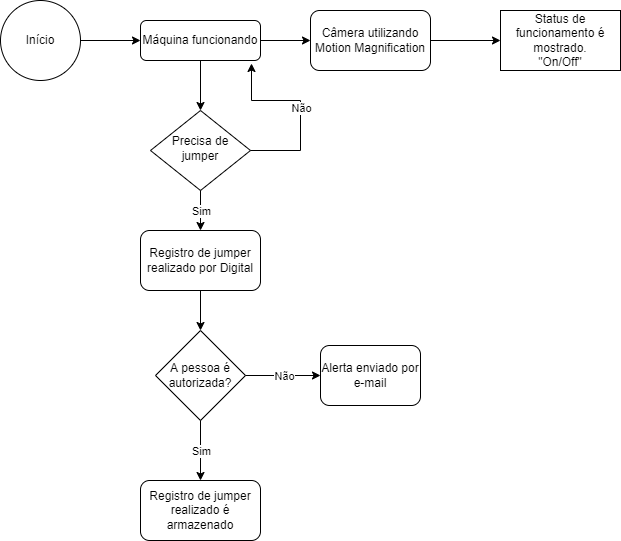 Início
Máquina funcionando
Câmera utilizando
Motion Magnification
Status de
funcionamento é
mostrado.
"On/Off"
Não
Precisa de
jumper
Sim
Registro de jumper
realizado por Digital
A pessoa é
autorizada?
Não
Alerta enviado por
e-mail
Sim
Registro de jumper
realizado é
armazenado